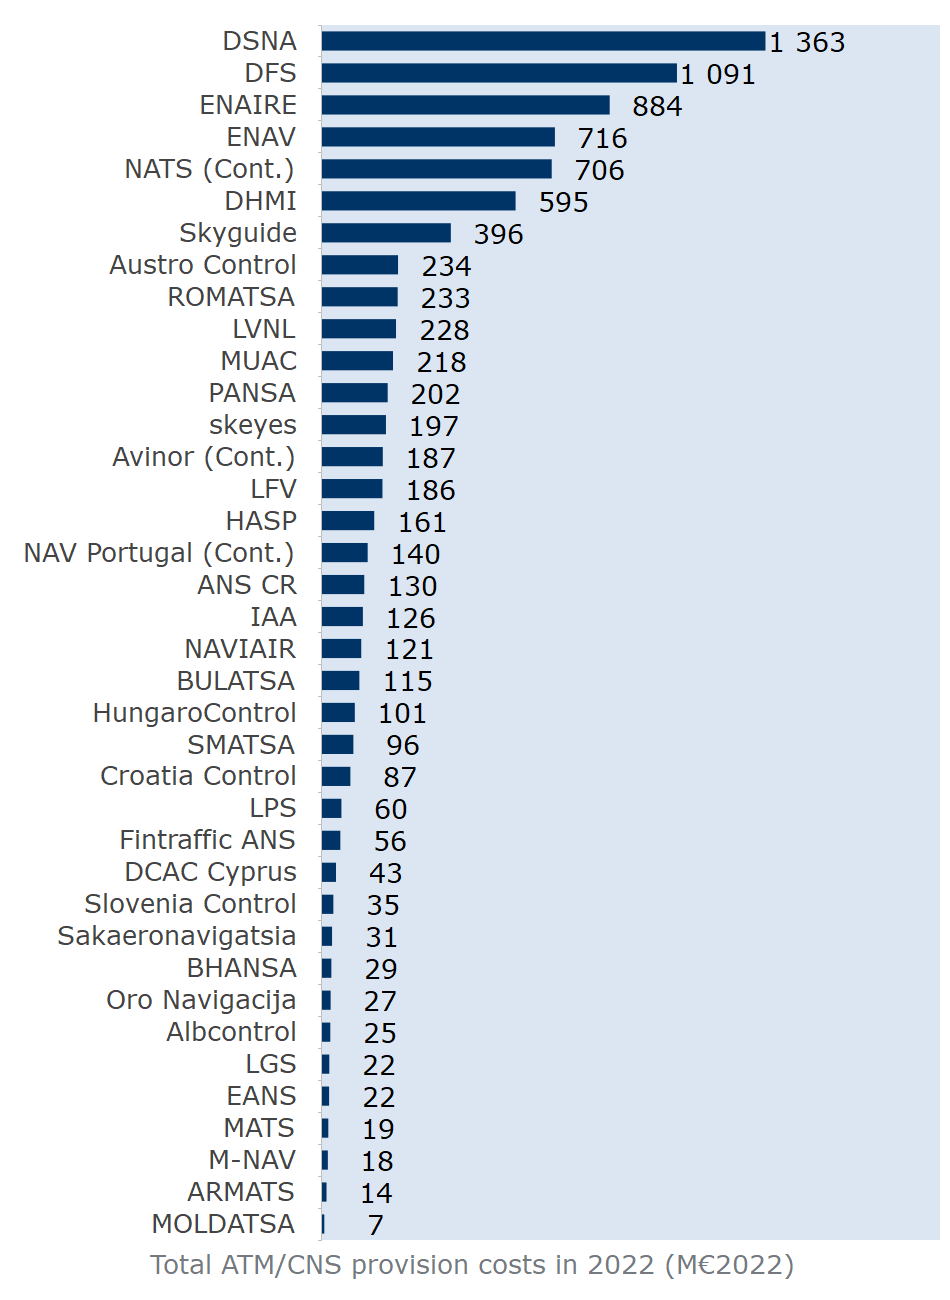 DSNA 1 363
DFS 1 091
ENAIRE 884
ENAV 716
NATS (Cont.) 706
DHMI 595
Skyguide 396
Austro Control 234
ROMATSA 233
LVNL 228
MUAC 218
PANSA 202
skeyes 197
Avinor (Cont.) 187
LFV 186
HASP 161
NAV Portugal (Cont.) 140
ANS CR 130
IAA 126
NAVIAIR 121
BULATSA 115
HungaroControl 101
SMATSA 96
Croatia Control 87
LPS 60
Fintraffic ANS 56
DCAC Cyprus 43
Slovenia Control 35
Sakaeronavigatsia 31
BHANSA 29
Oro Navigacija 27
Albcontrol 25
LGS 22
EANS 22
MATS 19
M-NAV 18
ARMATS 14
MOLDATSA 7
Total ATM/CNS provision costs in 2022 (M€2022)